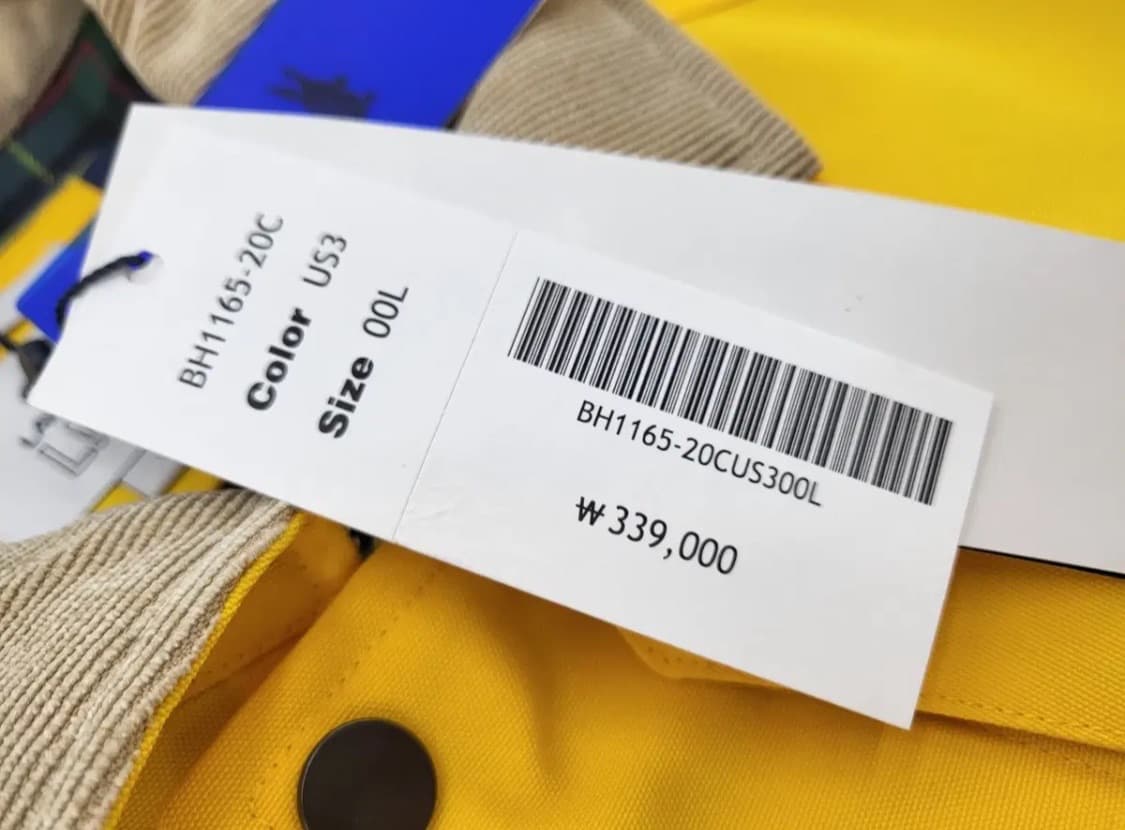 BH1165-20C
Color US3
Size 00L
BH1165-20CUS300L
₩339,000